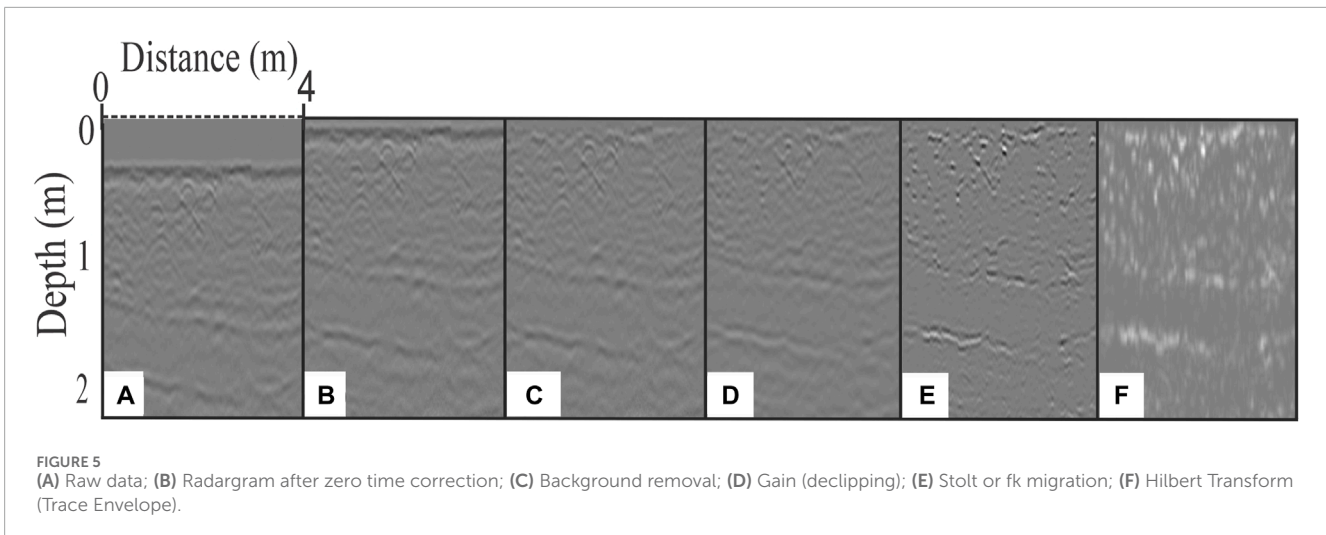 Distance (m)
0 4
0
1
2
Depth (m)
A B C D E F
FIGURE 5
(A) Raw data; (B) Radargram after zero time correction; (C) Background removal; (D) Gain (declipping); (E) Stolt or fk migration; (F) Hilbert Transform
(Trace Envelope).